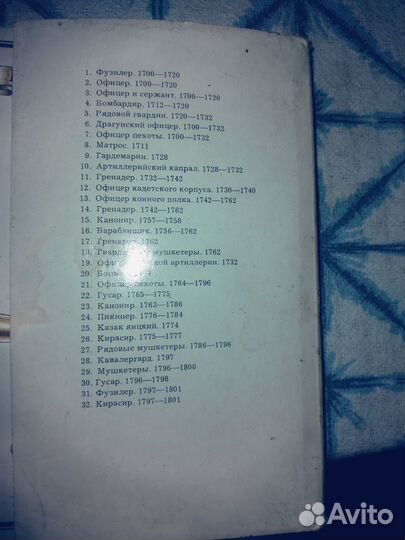 1. Фузилер. 1700—1720
2. Офицер. 1700—1720
3. Офицер и сержант. 1700—1720
4. Бомбардир. 1712—1720
5. Рядовой гвардии. 1720—1732
6. Драгунский офицер. 1700—1732
7. Офицер пехоты. 1700—1732
8. Матрос. 1711
9. Гардемарин. 1728
10. Артиллерийский капрал. 1728—1732
11. Гренадер. 1732—1742
12. Офицер кадетского корпуса. 1730—1740
13. Офицер конного полка. 1742—1762
14. Гренадер. 1742—1762
15. Канонир. 1757—1758
16. Барабанщик. 1756—1762
17. Гренадер. 1762
18. мушкетеры. 1762
19. артиллерии. 1732
20.
21. Офицер пехоты. 1764—1796
22. Гусар. 1765—1775
23. Канонир. 1763—1786
24. Пикинер. 1776—1784
25. Казак яицкий. 1774
26. Кирасир. 1775—1777
27. Рядовые мушкетеры. 1786—1796
28. Кавалергард. 1797
29. Мушкетеры. 1796—1800
30. Гусар. 1796—1798
31. Фузилер. 1797—1801
32. Кирасир. 1797—1801
Avito